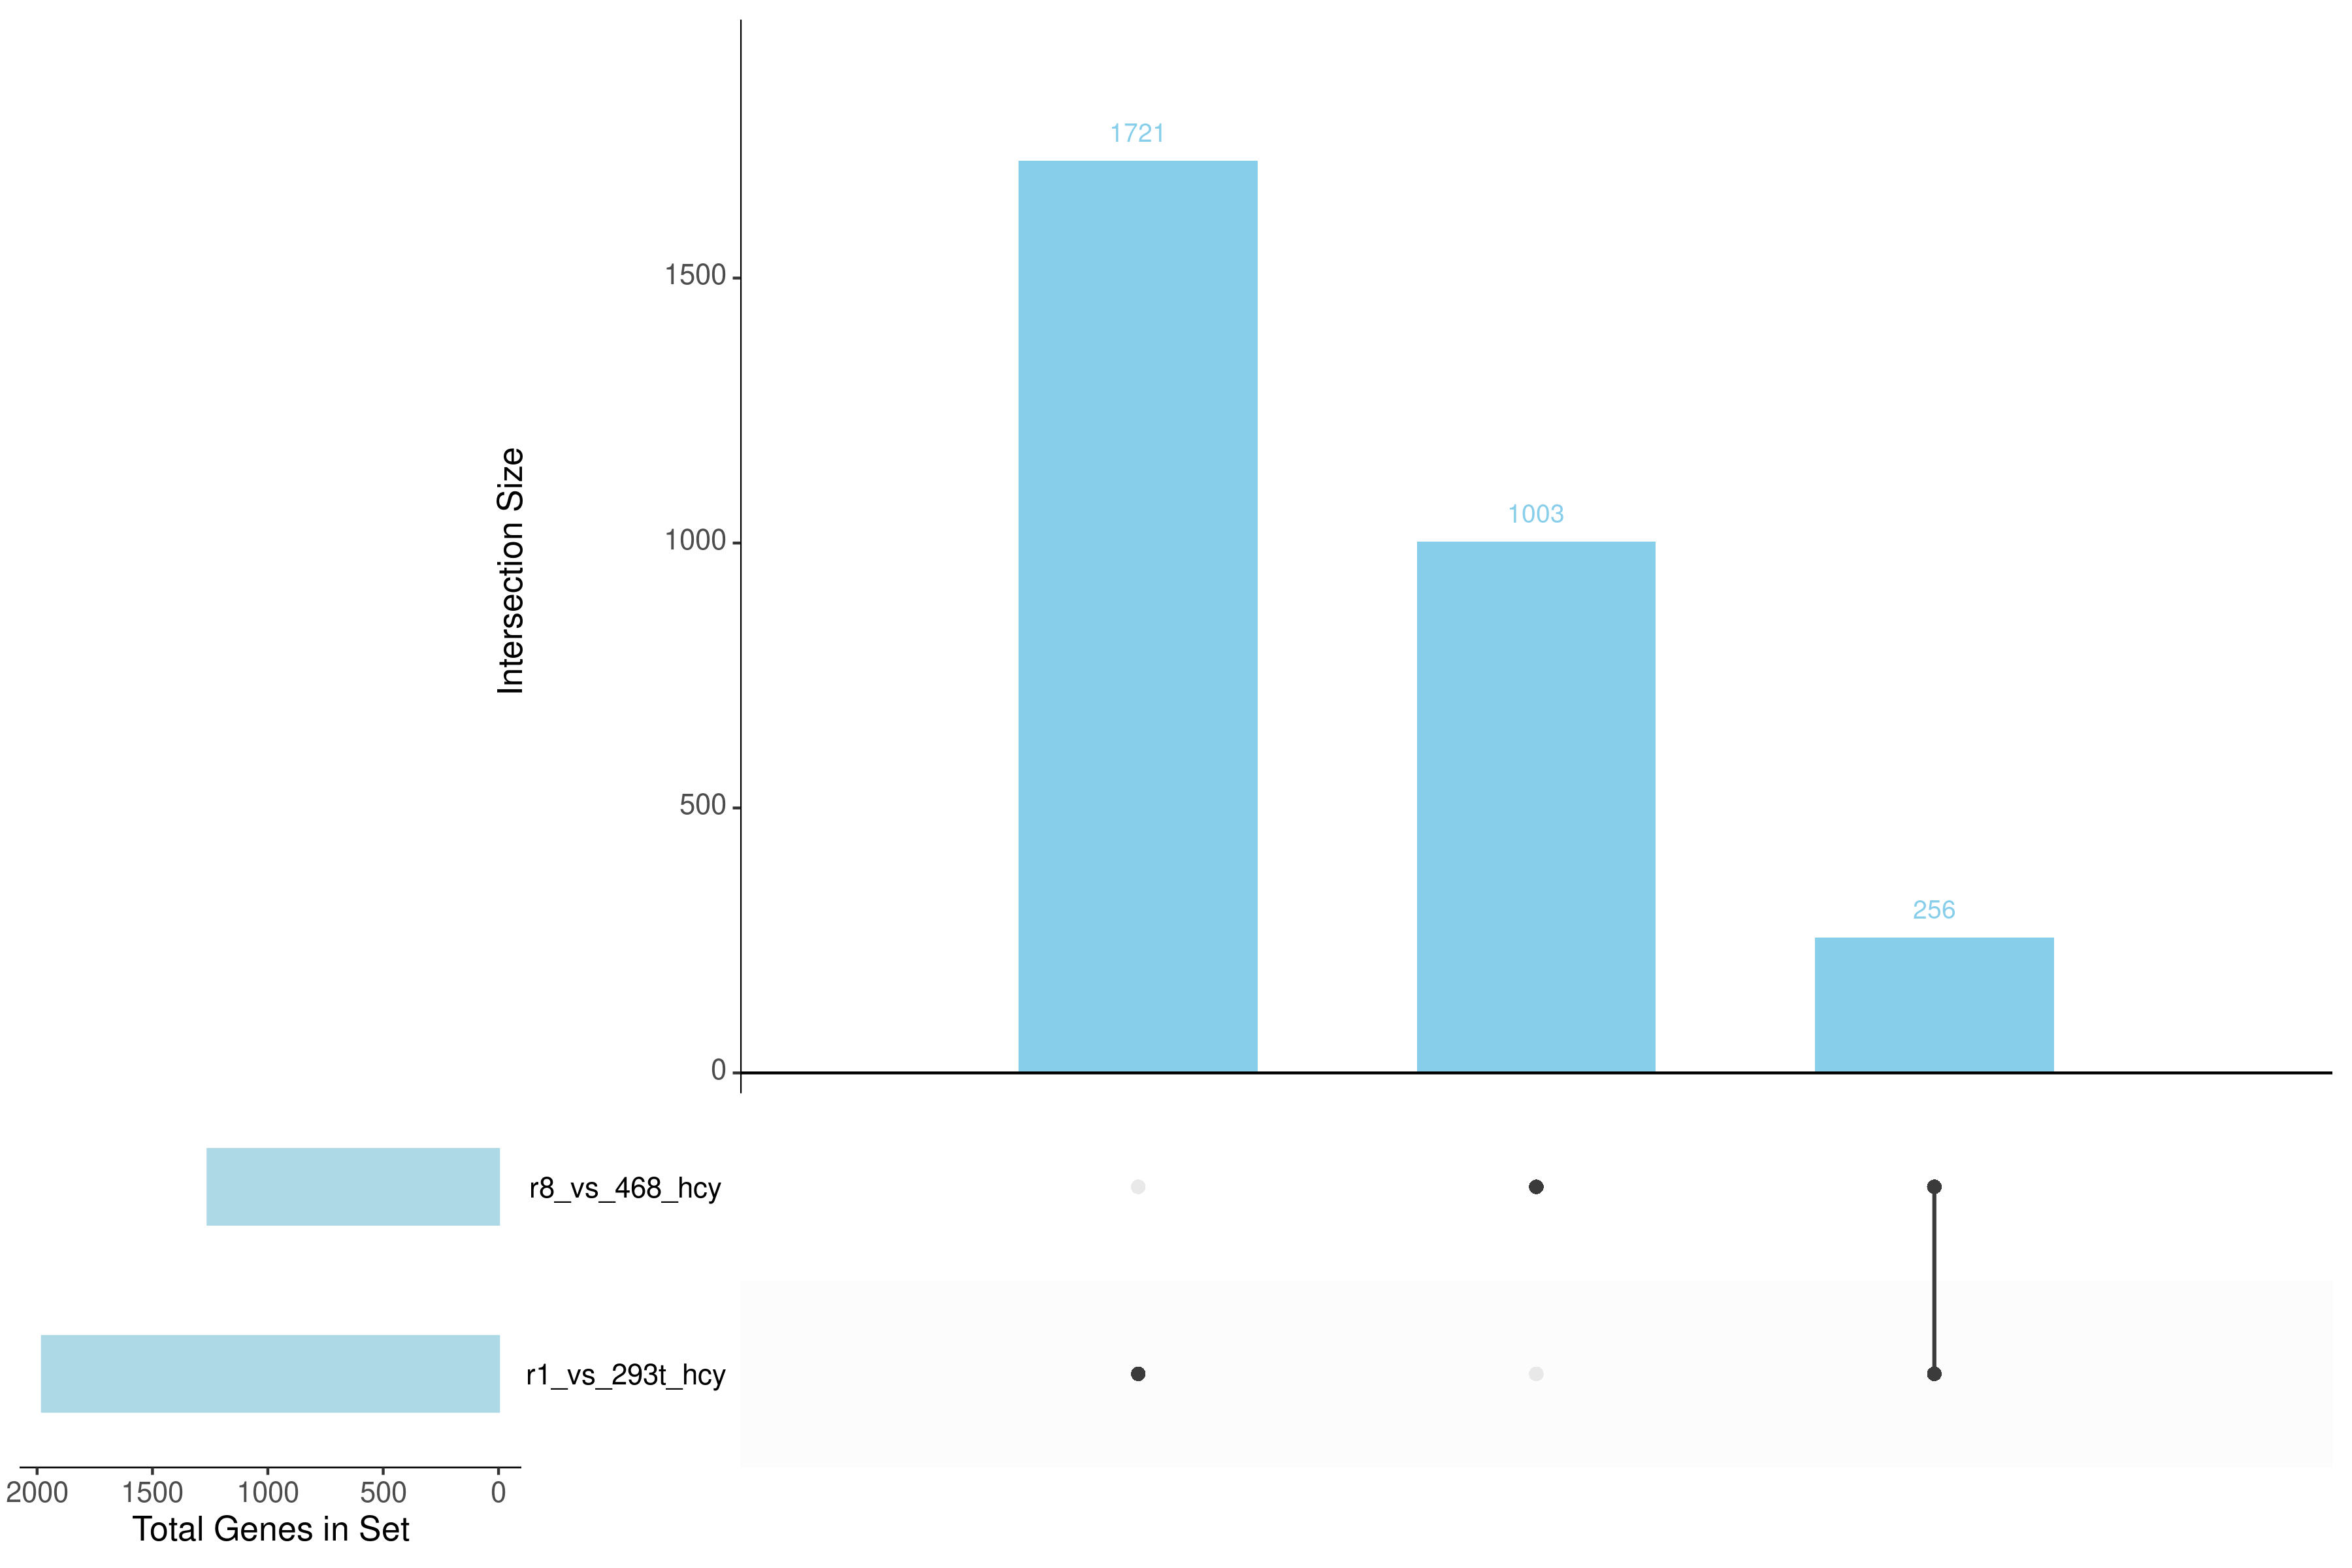 1721
1500
1003
1000
Intersection Size
500
256
0
r8_vs_468_hcy
r1_vs_293t_hcy
2000 1500 1000 500 0
Total Genes in Set